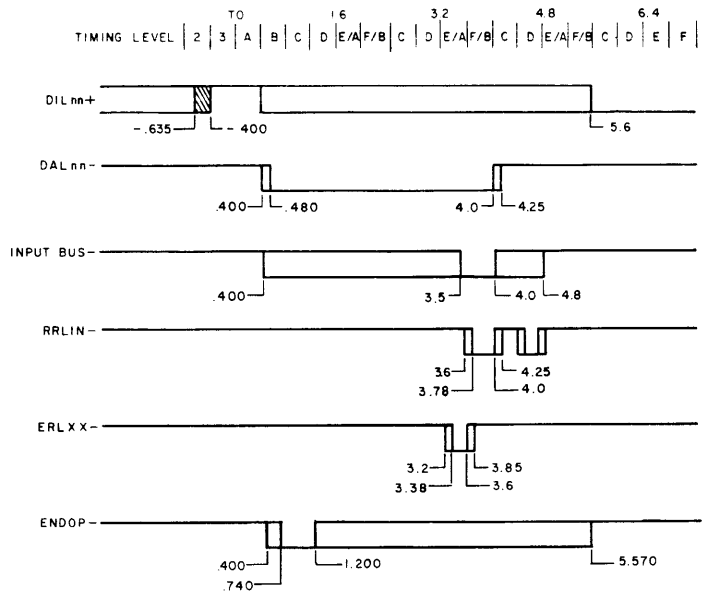 TO 1.6 3.2 4.8 6.4
TIMING LEVEL | 2 | 3 | A | B | C | D | E/A | F/B | C | D | E/A | F/B | C | D | E/A | F/B | C | D | E | F |
DILnn+
-.635 -.400 5.6
DALnn-
.400 .480 4.0 4.25
INPUT BUS-
.400 3.5 4.0 4.8
RRLIN-
3.6 4.25
3.78 4.0
ERLXX-
3.2 3.85
3.38 3.6
ENDOP-
.400 1.200 5.570
.740